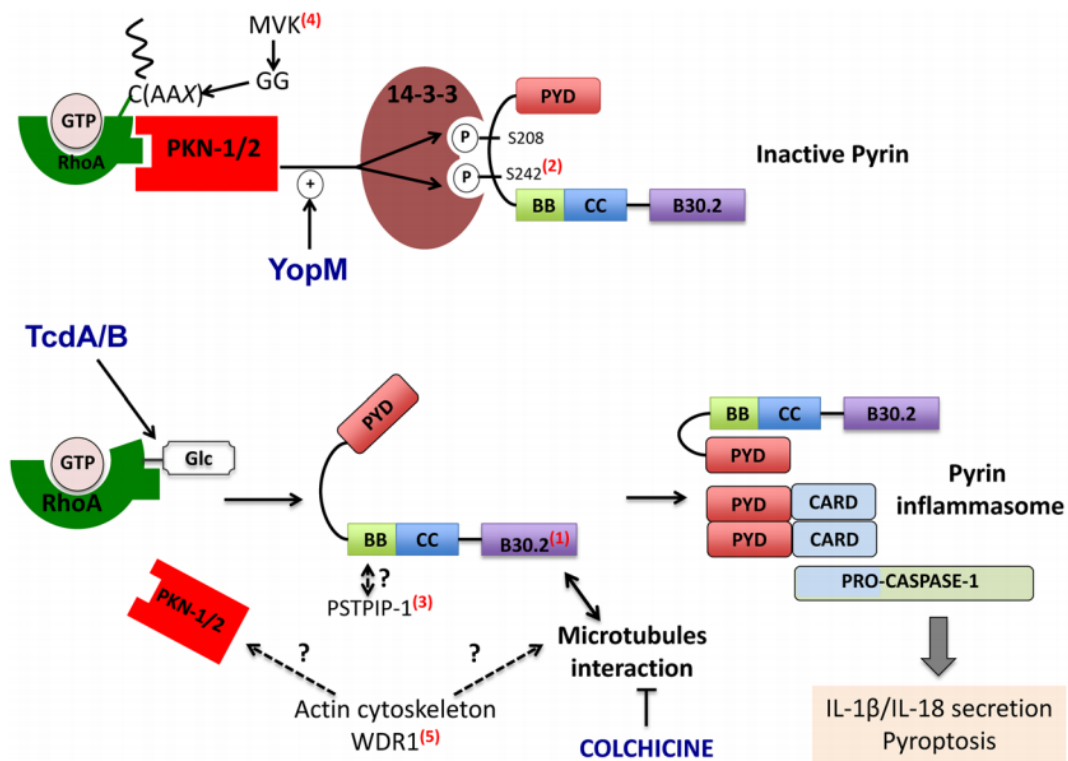 MVK(4)
C(AAX)
GG
GTP
RhoA
PKN-1/2
+
YopM
14-3-3
P
S208
P
S242(2)
PYD
BB
CC
B30.2
Inactive Pyrin
TcdA/B
GTP
RhoA
Glc
PKN-1/2
PYD
BB
CC
B30.2(1)
?
PSTPIP-1(3)
?
?
Actin cytoskeleton
WDR1(5)
Microtubules
interaction
COLCHICINE
BB
CC
B30.2
PYD
PYD
CARD
PYD
CARD
Pyrin
inflammasome
PRO-CASPASE-1
IL-1β/IL-18 secretion
Pyroptosis